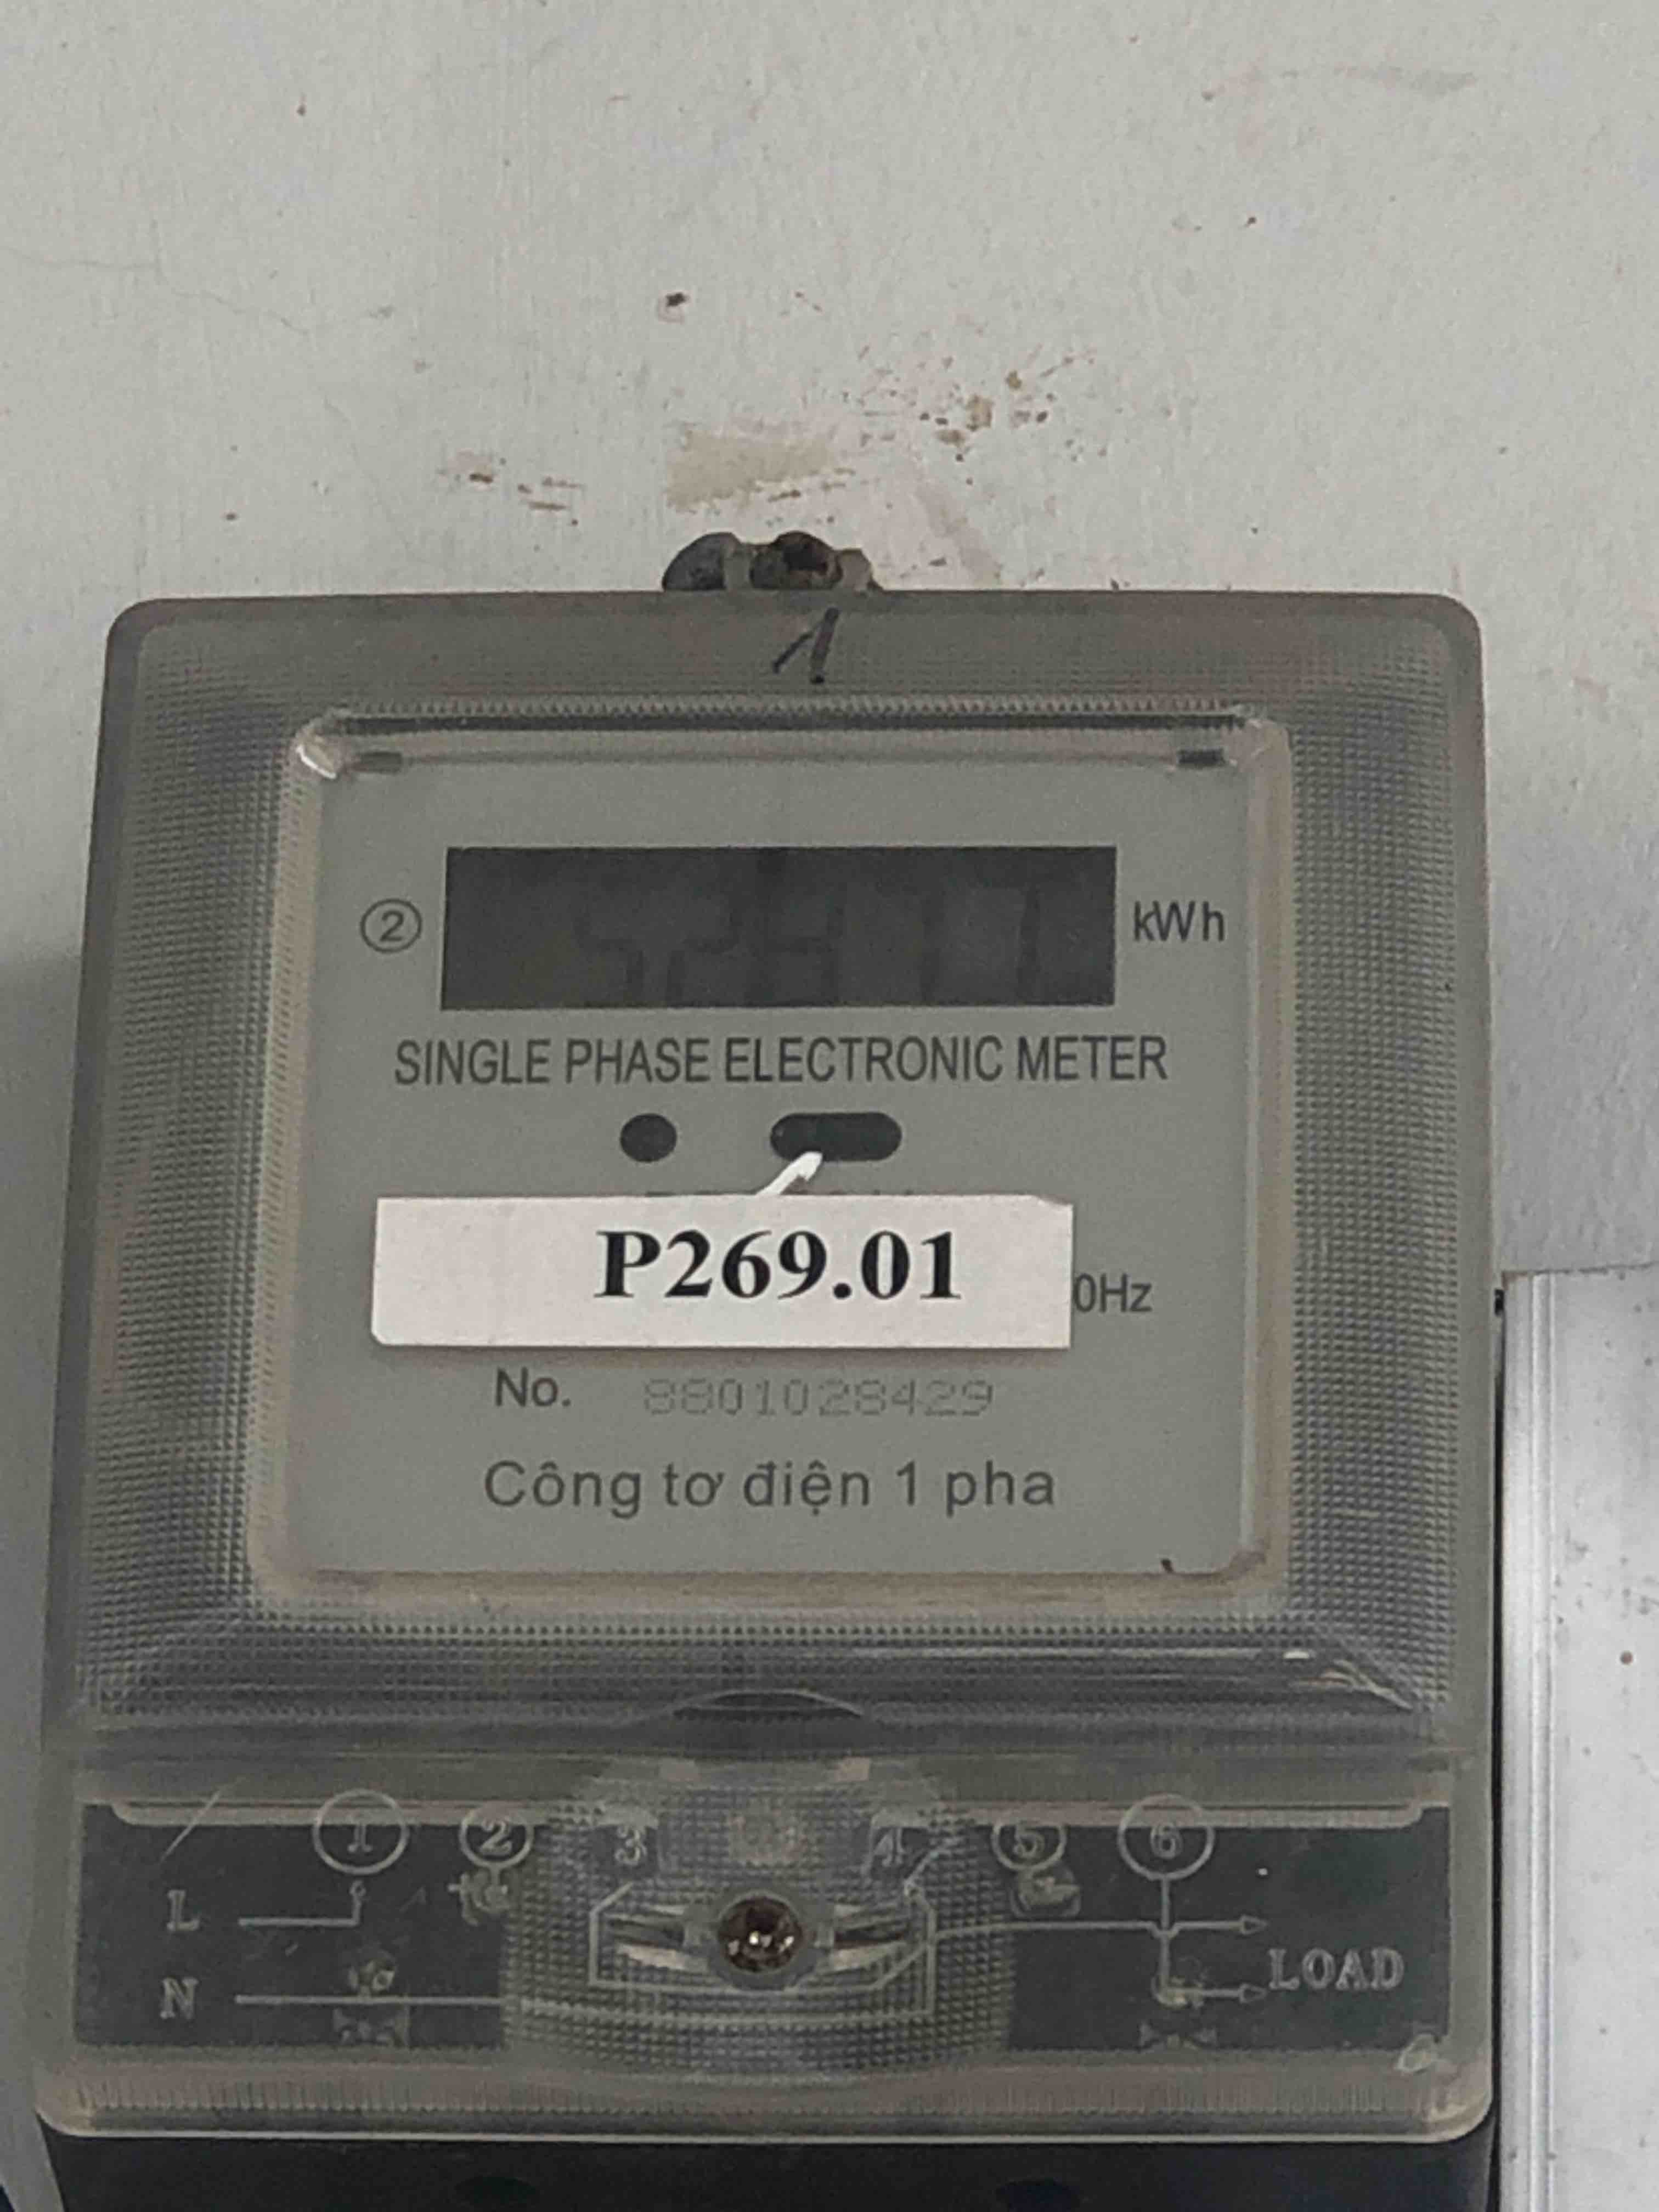 1
② kWh
SINGLE PHASE ELECTRONIC METER
P269.01
0Hz
No. 8801028429
Công tơ điện 1 pha
① ② 3 4 ⑤ ⑥
L
LOAD
N